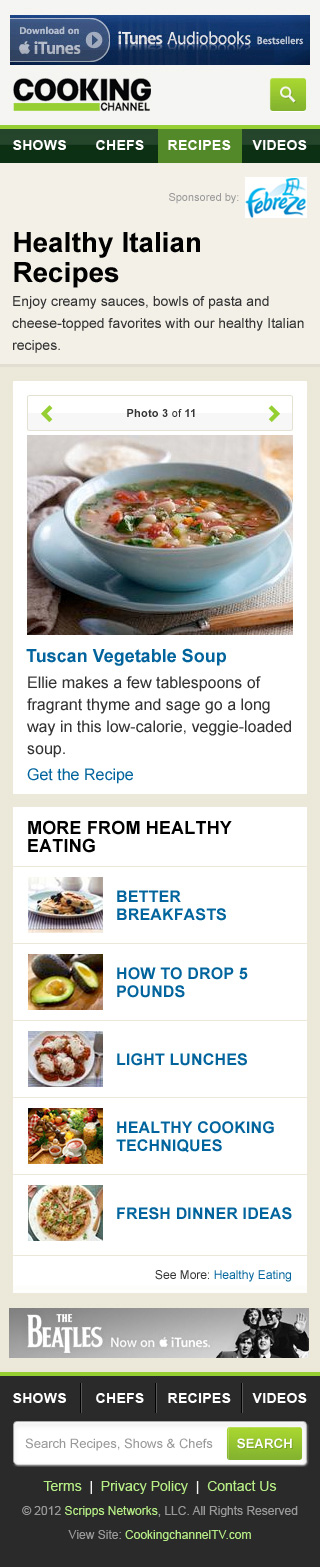 Download on
iTunes
iTunes Audiobooks Bestsellers
COOKING
CHANNEL
SHOWS CHEFS RECIPES VIDEOS
Sponsored by: febreze
Healthy Italian
Recipes
Enjoy creamy sauces, bowls of pasta and
cheese-topped favorites with our healthy Italian
recipes.
Photo 3 of 11
Tuscan Vegetable Soup
Ellie makes a few tablespoons of
fragrant thyme and sage go a long
way in this low-calorie, veggie-loaded
soup.
Get the Recipe
MORE FROM HEALTHY
EATING
BETTER
BREAKFASTS
HOW TO DROP 5
POUNDS
LIGHT LUNCHES
HEALTHY COOKING
TECHNIQUES
FRESH DINNER IDEAS
See More: Healthy Eating
THE
BEATLES Now on iTunes.
SHOWS CHEFS RECIPES VIDEOS
Search Recipes, Shows & Chefs SEARCH
Terms | Privacy Policy | Contact Us
© 2012 Scripps Networks, LLC. All Rights Reserved
View Site: CookingchannelTV.com